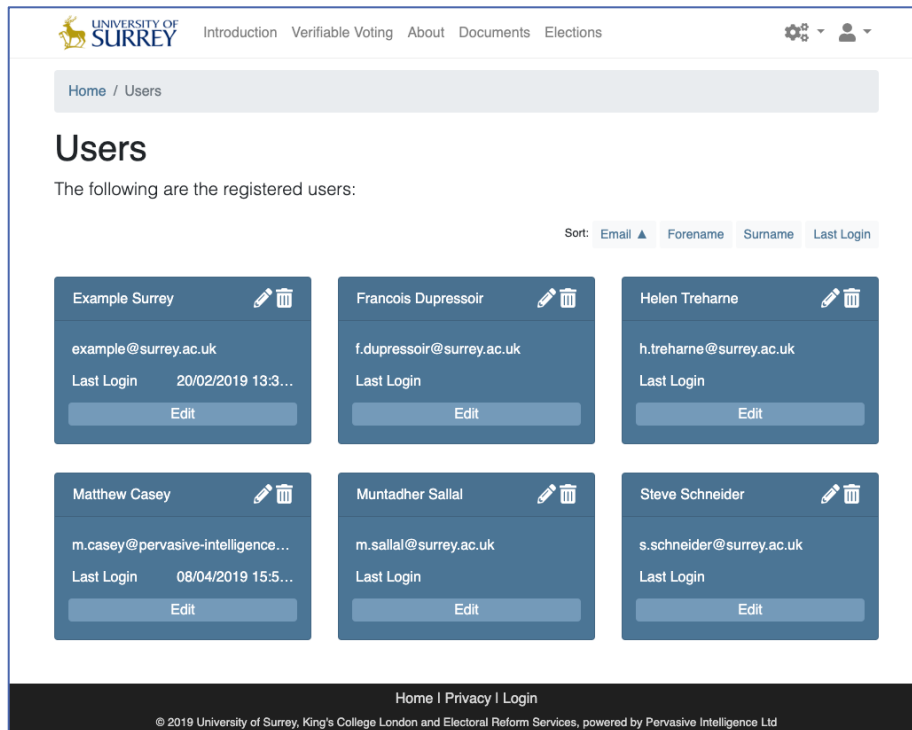 UNIVERSITY OF
SURREY
Introduction Verifiable Voting About Documents Elections
Home / Users
Users
The following are the registered users:
Sort: Email ▲ Forename Surname Last Login
Example Surrey
example@surrey.ac.uk
Last Login 20/02/2019 13:3...
Edit
Francois Dupressoir
f.dupressoir@surrey.ac.uk
Last Login
Edit
Helen Treharne
h.treharne@surrey.ac.uk
Last Login
Edit
Matthew Casey
m.casey@pervasive-intelligence...
Last Login 08/04/2019 15:5...
Edit
Muntadher Sallal
m.sallal@surrey.ac.uk
Last Login
Edit
Steve Schneider
s.schneider@surrey.ac.uk
Last Login
Edit
Home | Privacy | Login
© 2019 University of Surrey, King's College London and Electoral Reform Services, powered by Pervasive Intelligence Ltd